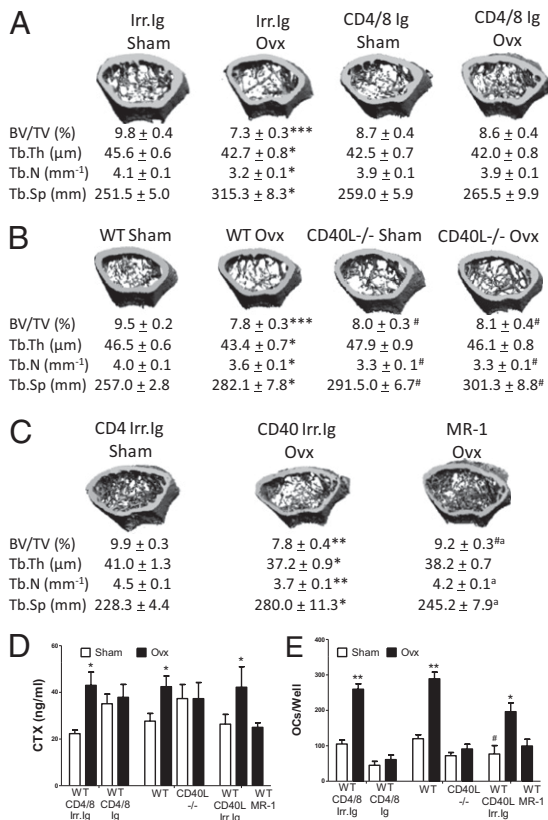 A
Irr.Ig Sham
Irr.Ig Ovx
CD4/8 Ig Sham
CD4/8 Ig Ovx
BV/TV (%) 9.8 ± 0.4 7.3 ± 0.3*** 8.7 ± 0.4 8.6 ± 0.4
Tb.Th (μm) 45.6 ± 0.6 42.7 ± 0.8* 42.5 ± 0.7 42.0 ± 0.8
Tb.N (mm⁻¹) 4.1 ± 0.1 3.2 ± 0.1* 3.9 ± 0.1 3.9 ± 0.1
Tb.Sp (mm) 251.5 ± 5.0 315.3 ± 8.3* 259.0 ± 5.9 265.5 ± 9.9
B
WT Sham WT Ovx CD40L-/- Sham CD40L-/- Ovx
BV/TV (%) 9.5 ± 0.2 7.8 ± 0.3*** 8.0 ± 0.3# 8.1 ± 0.4#
Tb.Th (μm) 46.5 ± 0.6 43.4 ± 0.7* 47.9 ± 0.9 46.1 ± 0.8
Tb.N (mm⁻¹) 4.0 ± 0.1 3.6 ± 0.1* 3.3 ± 0.1# 3.3 ± 0.1#
Tb.Sp (mm) 257.0 ± 2.8 282.1 ± 7.8* 291.5.0 ± 6.7# 301.3 ± 8.8#
C
CD4 Irr.Ig Sham
CD40 Irr.Ig Ovx
MR-1 Ovx
BV/TV (%) 9.9 ± 0.3 7.8 ± 0.4** 9.2 ± 0.3#a
Tb.Th (μm) 41.0 ± 1.3 37.2 ± 0.9* 38.2 ± 0.7
Tb.N (mm⁻¹) 4.5 ± 0.1 3.7 ± 0.1** 4.2 ± 0.1a
Tb.Sp (mm) 228.3 ± 4.4 280.0 ± 11.3* 245.2 ± 7.9a
D
Sham Ovx
CTX (ng/ml)
60
40
20
0
* * *
WT CD4/8 Irr.Ig
WT CD4/8 Ig
WT
CD40L -/-
WT CD40L Irr.Ig
WT MR-1
E
Sham Ovx
OCs/Well
400
300
200
100
0
** ** # *
WT CD4/8 Irr.Ig
WT CD4/8 Ig
WT
CD40L -/-
WT CD40L Irr.Ig
WT MR-1